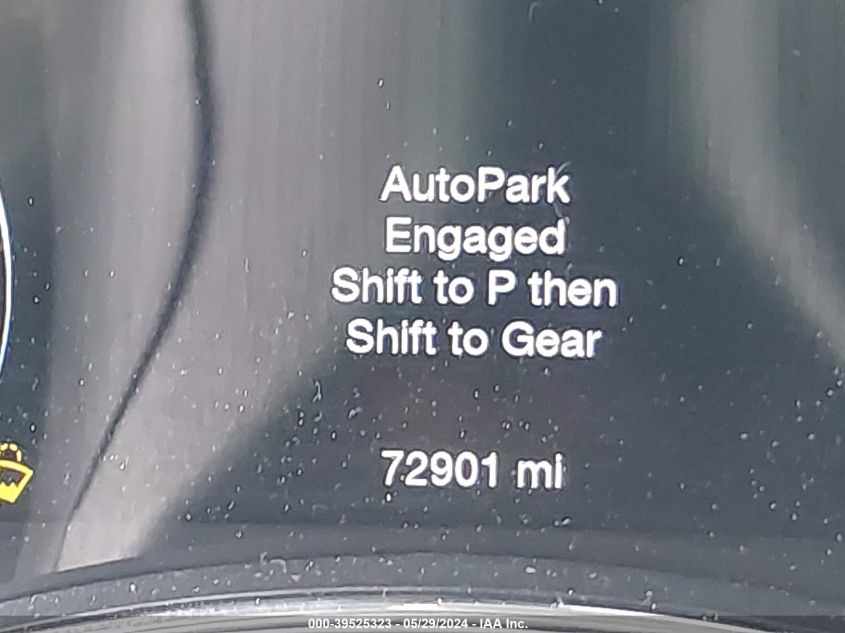 AutoPark
Engaged
Shift to P then
Shift to Gear
72901 mi
000-39525323 - 05/29/2024 - IAA Inc.